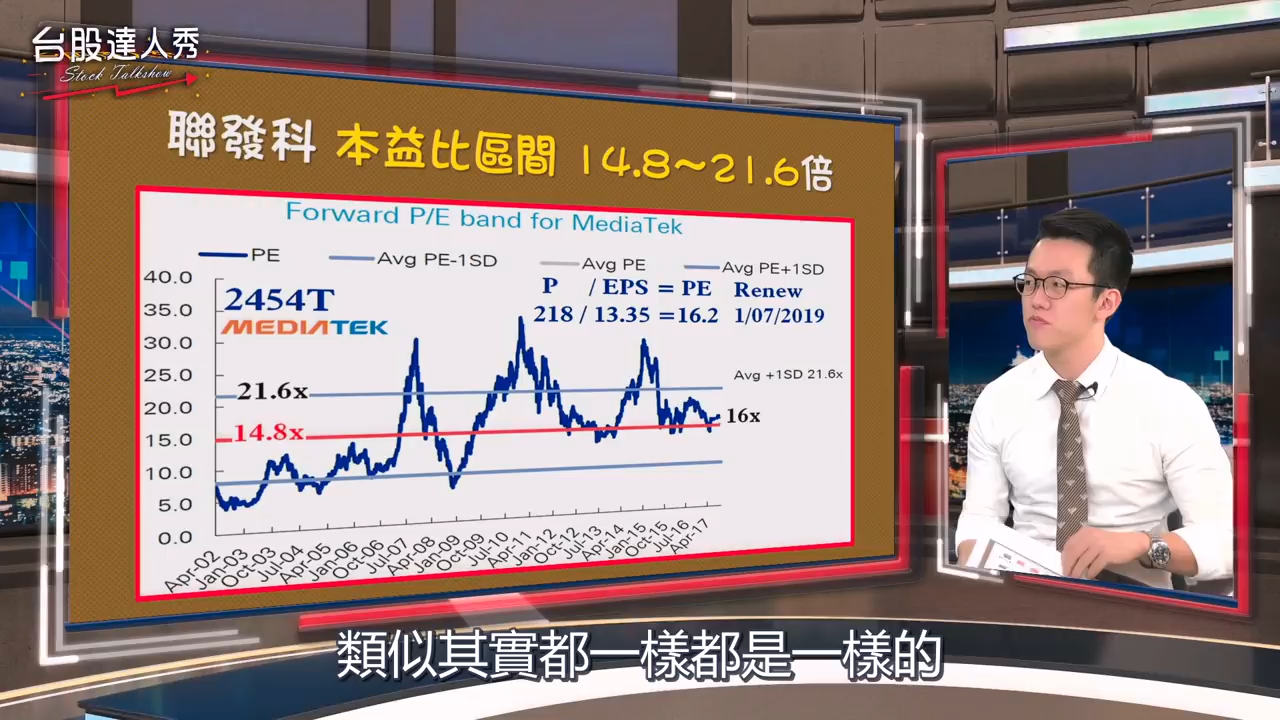 台股達人秀
Stock Talkshow
聯發科 本益比區間 14.8~21.6倍
Forward P/E band for MediaTek
PE Avg PE-1SD Avg PE Avg PE+1SD
P / EPS = PE Renew
218 / 13.35 =16.2 1/07/2019
2454T
MEDIATEK
Avg +1SD 21.6x
21.6x
14.8x
16x
40.0
35.0
30.0
25.0
20.0
15.0
10.0
5.0
0.0
Apr-02 Jan-03 Oct-03 Jul-04 Apr-05 Jan-06 Oct-06 Jul-07 Apr-08 Jan-09 Oct-09 Jul-10 Apr-11 Jan-12 Oct-12 Jul-13 Apr-14 Jan-15 Oct-15 Jul-16 Apr-17
類似其實都一樣都是一樣的